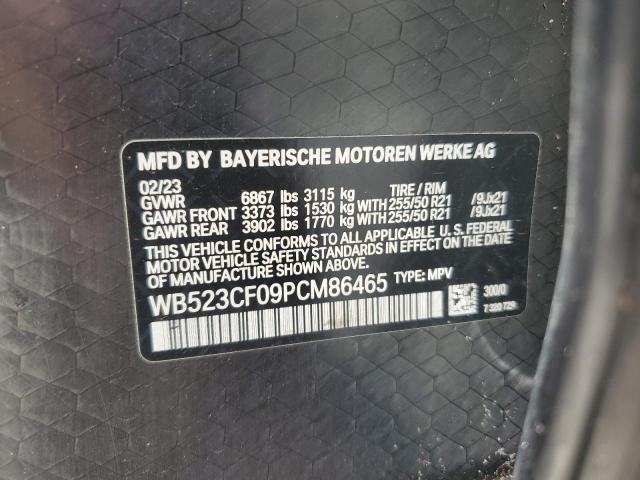 MFD BY BAYERISCHE MOTOREN WERKE AG
02/23
GVWR 6867 lbs 3115 kg TIRE / RIM
GAWR FRONT 3373 lbs 1530 kg WITH 255/50 R21 /9Jx21
GAWR REAR 3902 lbs 1770 kg WITH 255/50 R21 /9Jx21
THIS VEHICLE CONFORMS TO ALL APPLICABLE U. S. FEDERAL
MOTOR VEHICLE SAFETY STANDARDS IN EFFECT ON THE DATE
OF MANUFACTURE SHOWN ABOVE.
WB523CF09PCM86465 TYPE: MPV
300/0